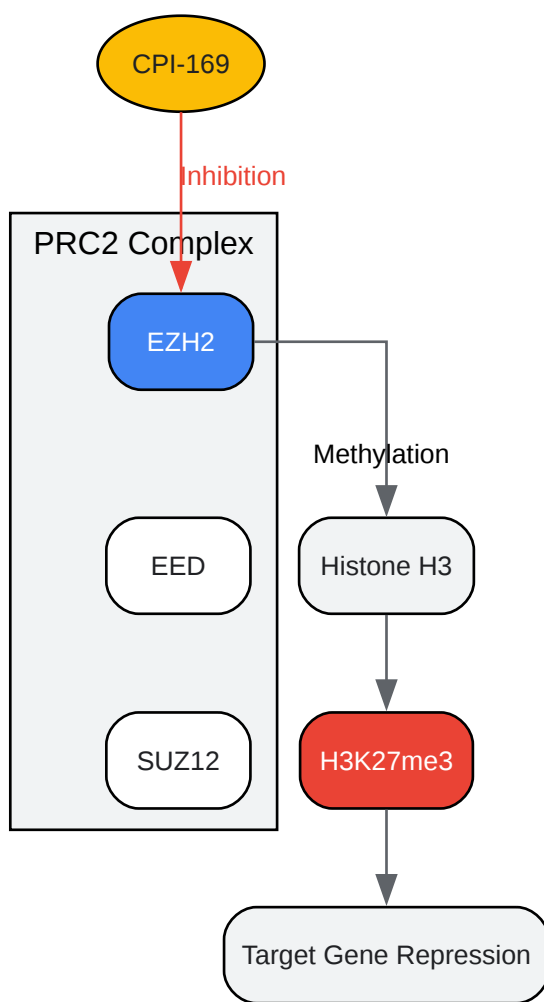 CPI-169
Inhibition
PRC2 Complex
EZH2
Methylation
EED
Histone H3
SUZ12
H3K27me3
Target Gene Repression